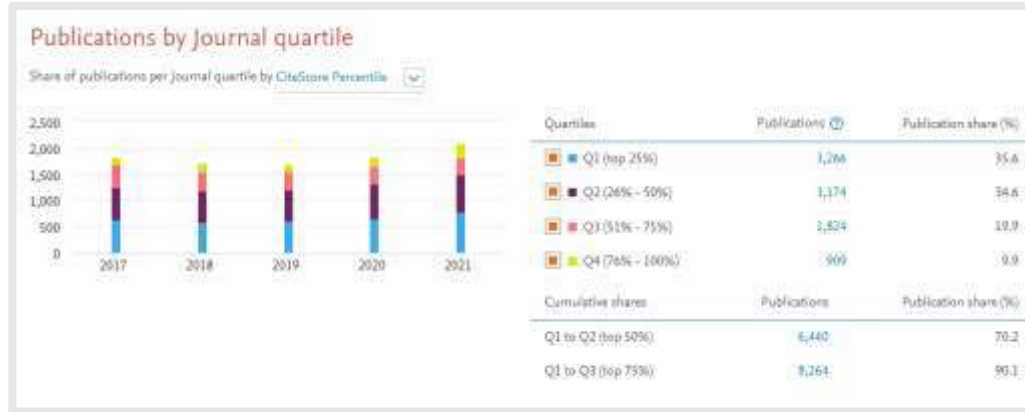 Publications by Journal quartile
Share of publications per Journal quartile by CiteScore Percentile
2,500
2,000
1,500
1,000
500
0
2017 2018 2019 2020 2021
Quartiles Publications Publication share (%)
Q1 (top 25%) 3,266 35.6
Q2 (26% - 50%) 3,174 34.6
Q3 (51% - 75%) 1,824 19.9
Q4 (76% - 100%) 909 9.9
Cumulative shares Publications Publication share (%)
Q1 to Q2 (top 50%) 6,440 70.2
Q1 to Q3 (top 75%) 8,264 90.1